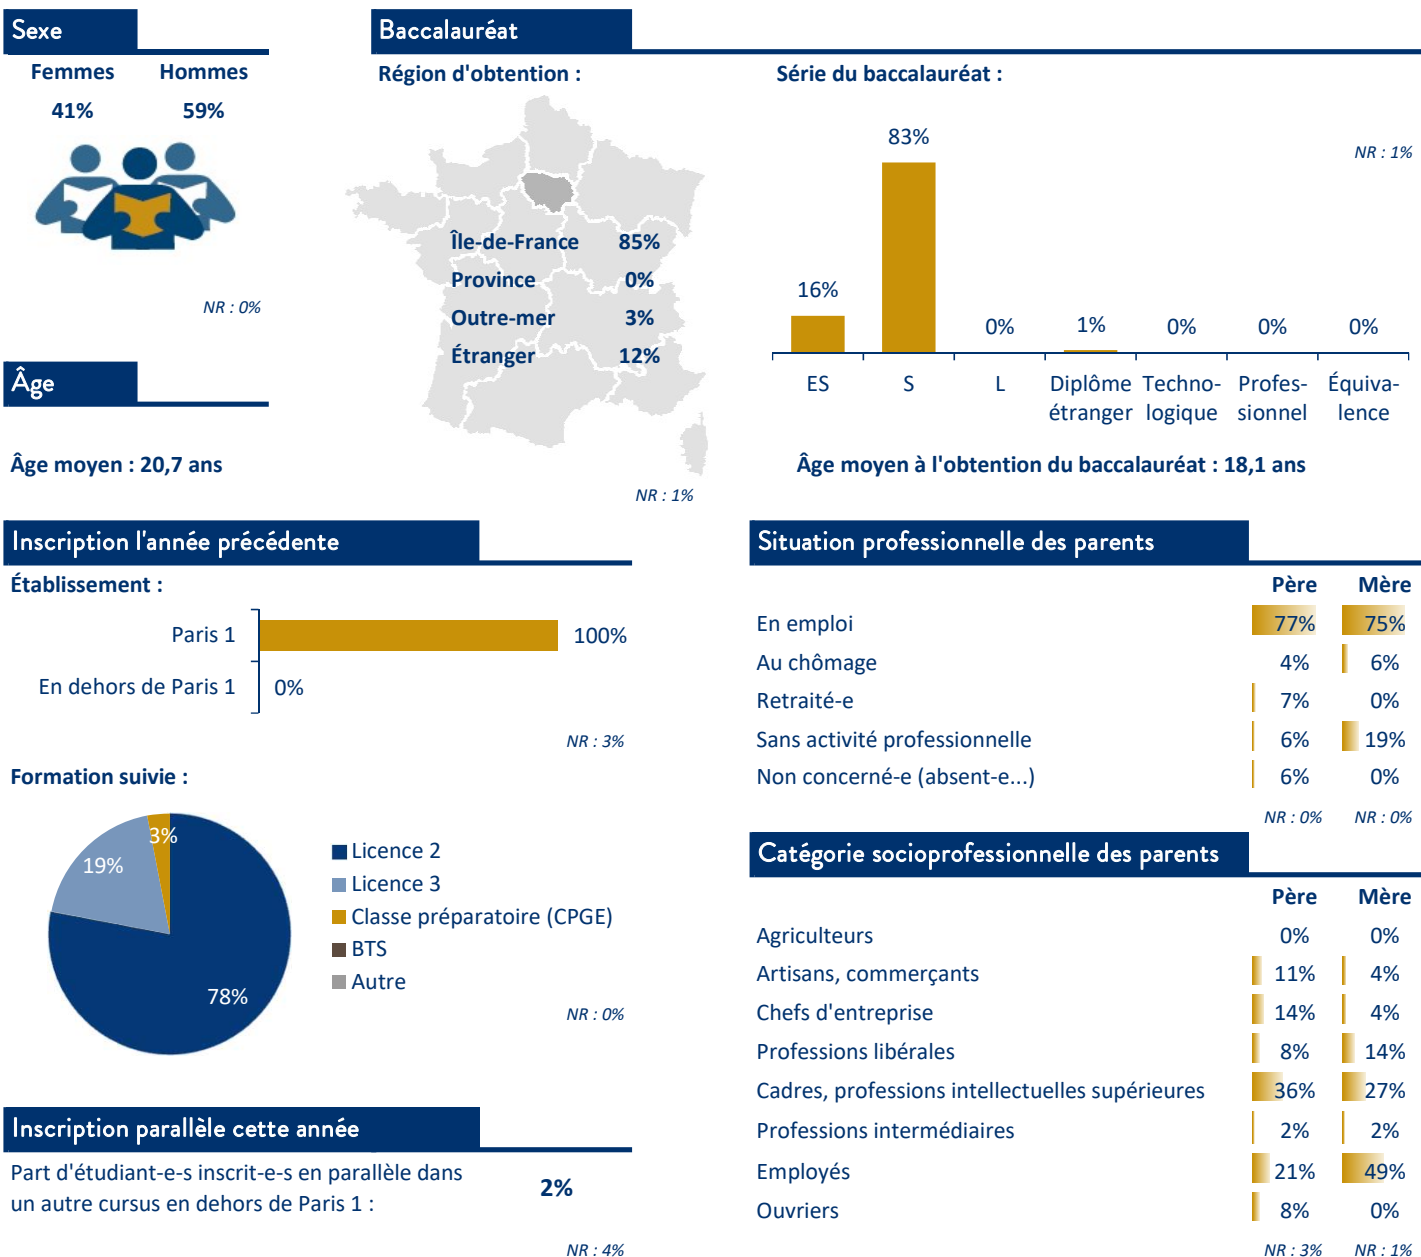 Sexe
Femmes Hommes
41% 59%
NR : 0%
Âge
Âge moyen : 20,7 ans
Baccalauréat
Région d'obtention :
Île-de-France 85%
Province 0%
Outre-mer 3%
Étranger 12%
NR : 1%
Série du baccalauréat :
NR : 1%
83%
16%
0% 1% 0% 0% 0%
ES S L Diplôme Techno- Profes- Équiva-
étranger logique sionnel lence
Âge moyen à l'obtention du baccalauréat : 18,1 ans
Inscription l'année précédente
Établissement :
Paris 1 100%
En dehors de Paris 1 0%
NR : 3%
Formation suivie :
3%
19%
78%
Licence 2
Licence 3
Classe préparatoire (CPGE)
BTS
Autre
NR : 0%
Inscription parallèle cette année
Part d'étudiant-e-s inscrit-e-s en parallèle dans
un autre cursus en dehors de Paris 1 :
2%
NR : 4%
Situation professionnelle des parents
Père Mère
En emploi 77% 75%
Au chômage 4% 6%
Retraité-e 7% 0%
Sans activité professionnelle 6% 19%
Non concerné-e (absent-e...) 6% 0%
NR : 0% NR : 0%
Catégorie socioprofessionnelle des parents
Père Mère
Agriculteurs 0% 0%
Artisans, commerçants 11% 4%
Chefs d'entreprise 14% 4%
Professions libérales 8% 14%
Cadres, professions intellectuelles supérieures 36% 27%
Professions intermédiaires 2% 2%
Employés 21% 49%
Ouvriers 8% 0%
NR : 3% NR : 1%